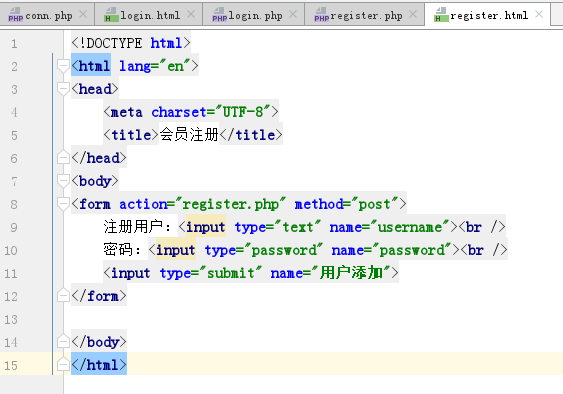 conn.php login.html login.php register.php register.html
1 <!DOCTYPE html>
2 <html lang="en">
3 <head>
4 <meta charset="UTF-8">
5 <title>会员注册</title>
6 </head>
7 <body>
8 <form action="register.php" method="post">
9 注册用户：<input type="text" name="username"><br />
10 密码：<input type="password" name="password"><br />
11 <input type="submit" name="用户添加">
12 </form>
13
14 </body>
15 </html>